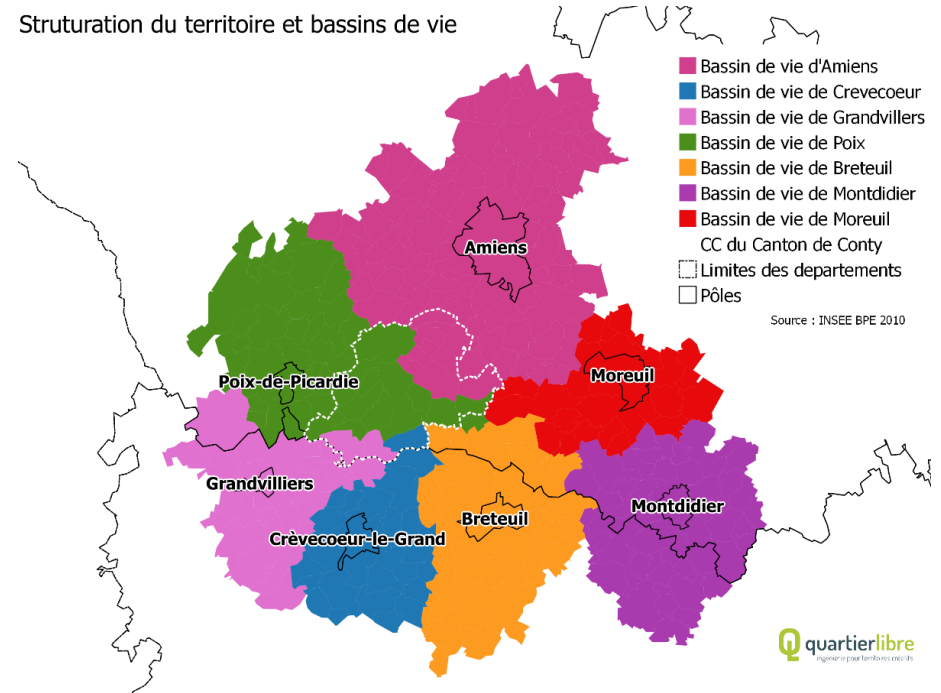 Struturation du territoire et bassins de vie
Bassin de vie d'Amiens
Bassin de vie de Crevecoeur
Bassin de vie de Grandvillers
Bassin de vie de Poix
Bassin de vie de Breteuil
Bassin de vie de Montdidier
Bassin de vie de Moreuil
CC du Canton de Conty
Limites des departements
Pôles
Source : INSEE BPE 2010
Amiens
Poix-de-Picardie
Moreuil
Grandvilliers
Montdidier
Breteuil
Crèvecoeur-le-Grand
quartierlibre
ingénierie pour territoires créatifs